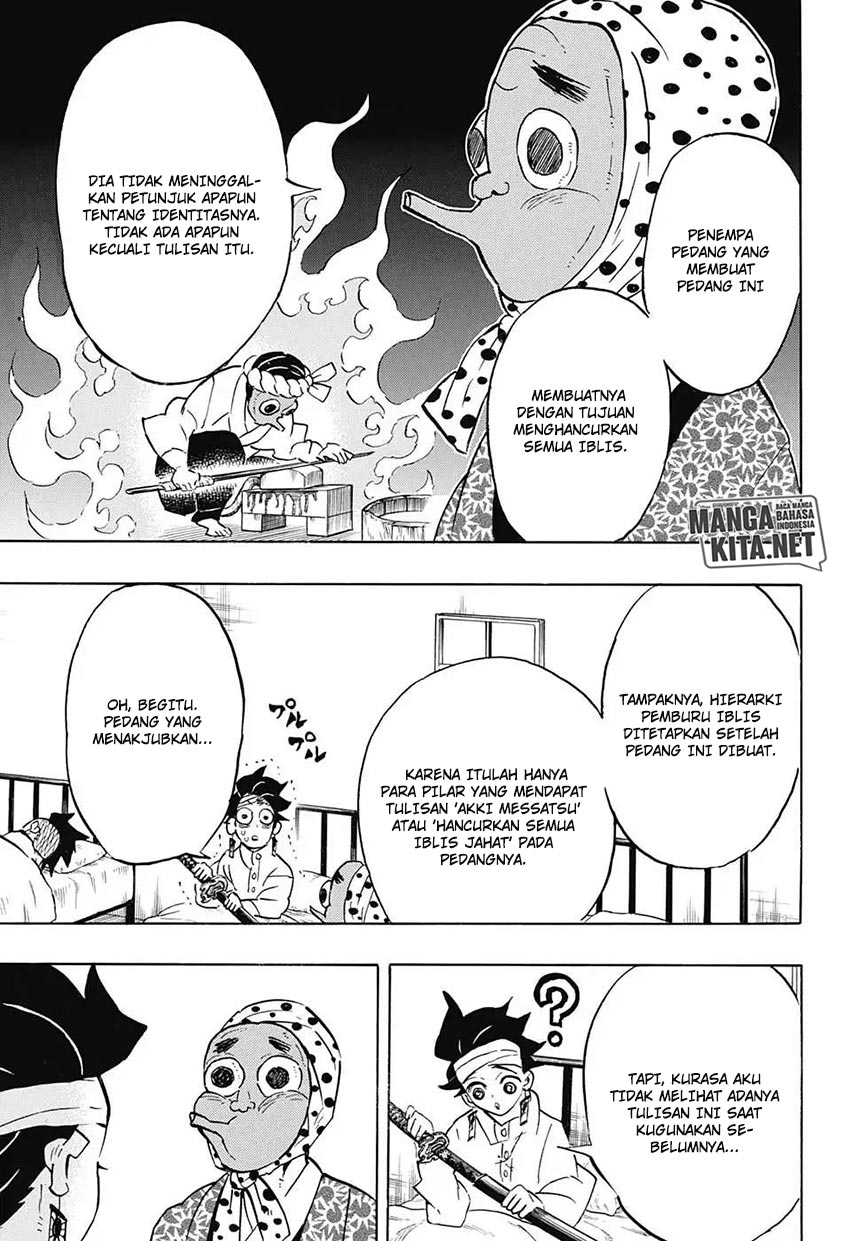 PENEMPA
PEDANG YANG
MEMBUAT
PEDANG INI
MEMBUATNYA
DENGAN TUJUAN
MENGHANCURKAN
SEMUA IBLIS.
DIA TIDAK MENINGGAL-
KAN PETUNJUK APAPUN
TENTANG IDENTITASNYA.
TIDAK ADA APAPUN
KECUALI TULISAN ITU.
MANGA
BACA MANGA
BAHASA
INDONESIA
KITA.NET
TAMPAKNYA, HIERARKI
PEMBURU IBLIS
DITETAPKAN SETELAH
PEDANG INI DIBUAT.
KARENA ITULAH HANYA
PARA PILAR YANG MENDAPAT
TULISAN 'AKKI MESSATSU'
ATAU 'HANCURKAN SEMUA
IBLIS JAHAT' PADA
PEDANGNYA.
プルプル
OH, BEGITU.
PEDANG YANG
MENAKJUBKAN...
?
TAPI, KURASA AKU
TIDAK MELIHAT ADANYA
TULISAN INI SAAT
KUGUNAKAN SE-
BELUMNYA...